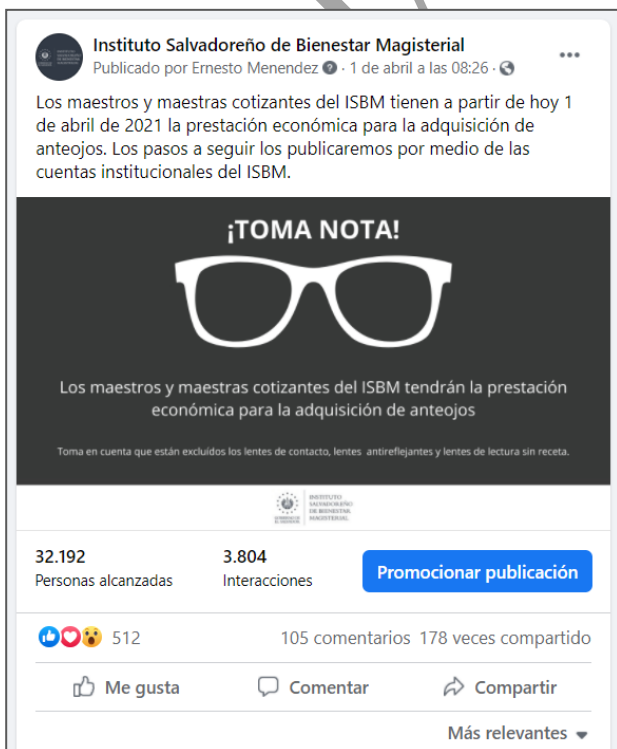 Instituto Salvadoreño de Bienestar Magisterial
Publicado por Ernesto Menendez · 1 de abril a las 08:26 ·
Los maestros y maestras cotizantes del ISBM tienen a partir de hoy 1
de abril de 2021 la prestación económica para la adquisición de
anteojos. Los pasos a seguir los publicaremos por medio de las
cuentas institucionales del ISBM.
¡TOMA NOTA!
Los maestros y maestras cotizantes del ISBM tendrán la prestación
económica para la adquisición de anteojos
Toma en cuenta que están excluídos los lentes de contacto, lentes antireflejantes y lentes de lectura sin receta.
INSTITUTO
SALVADOREÑO
DE BIENESTAR
MAGISTERIAL
GOBIERNO DE
EL SALVADOR
32.192
Personas alcanzadas
3.804
Interacciones
Promocionar publicación
512
105 comentarios 178 veces compartido
Me gusta
Comentar
Compartir
Más relevantes